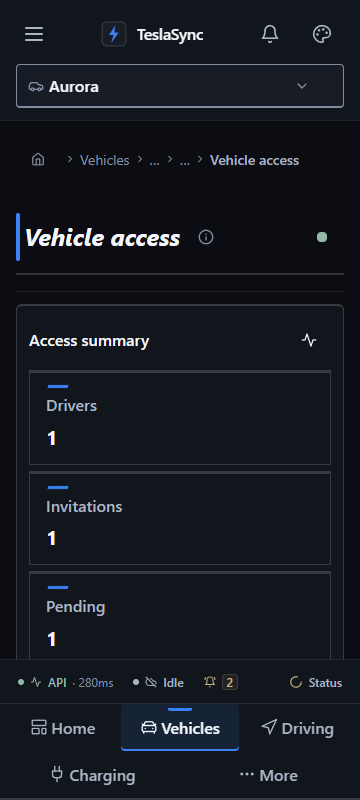 TeslaSync
Aurora
Vehicles ... ... Vehicle access
Vehicle access
Access summary
Drivers
1
Invitations
1
Pending
1
API · 280ms Idle 2 Status
Home Vehicles Driving
Charging More